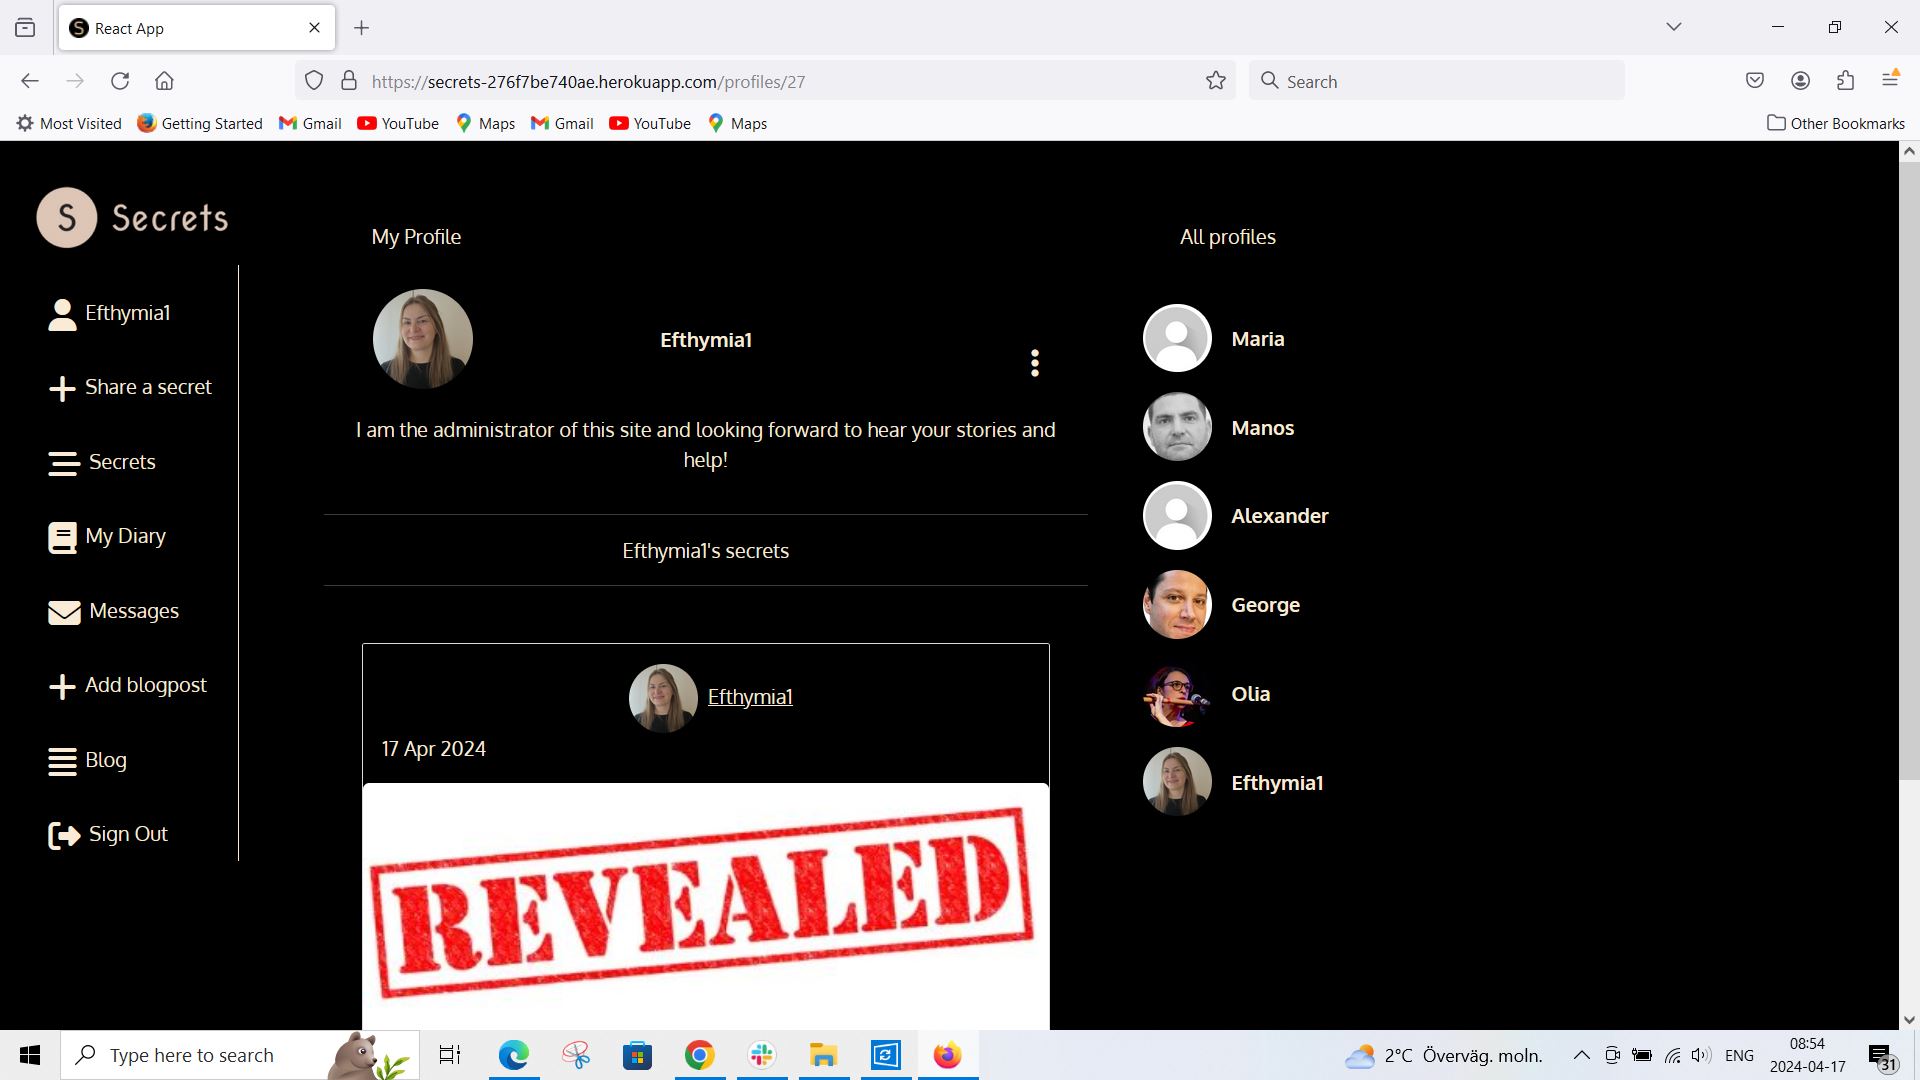 React App
https://secrets-276f7be740ae.herokuapp.com/profiles/27
Search
Most Visited
Getting Started
Gmail
YouTube
Maps
Gmail
YouTube
Maps
Other Bookmarks
S Secrets
Efthymia1
Share a secret
Secrets
My Diary
Messages
Add blogpost
Blog
Sign Out
My Profile
Efthymia1
I am the administrator of this site and looking forward to hear your stories and
help!
Efthymia1's secrets
Efthymia1
17 Apr 2024
REVEALED
All profiles
Maria
Manos
Alexander
George
Olia
Efthymia1
Type here to search
2°C Överväg. moln.
ENG
08:54
2024-04-17
31